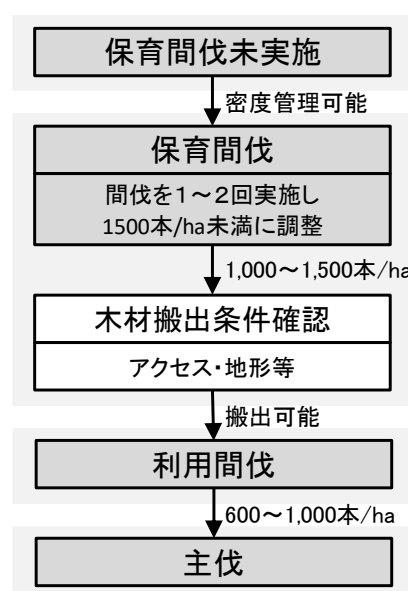 保育間伐未実施
密度管理可能
保育間伐
間伐を1～2回実施し
1500本/ha未満に調整
1,000～1,500本/ha
木材搬出条件確認
アクセス・地形等
搬出可能
利用間伐
600～1,000本/ha
主伐